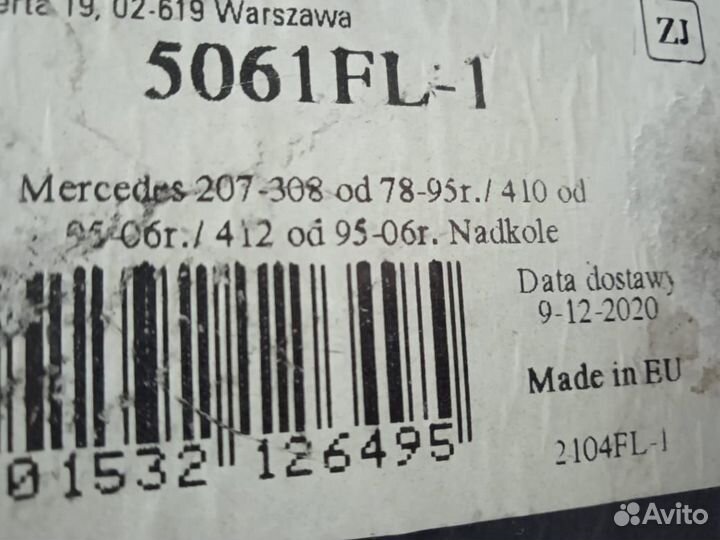 19, 02-619 Warszawa
ZJ
5061FL-1
Mercedes 207-308 od 78-95r./ 410 od
95-06r./ 412 od 95-06r. Nadkole
Data dostawy
9-12-2020
Made in EU
2104FL-1
01532 126495
Avito